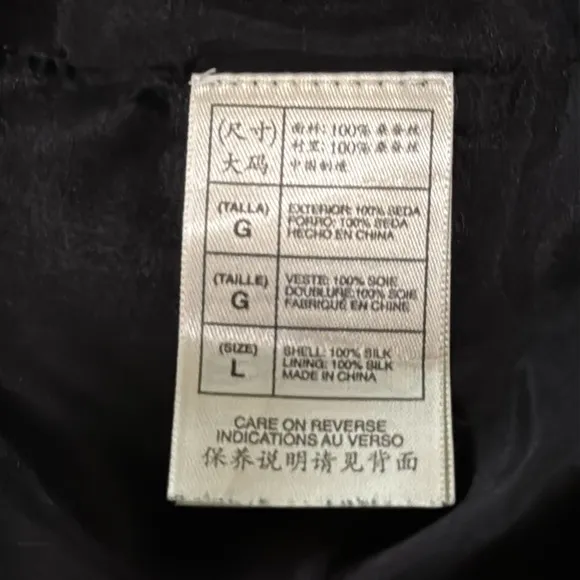 (尺寸)
大码
面料: 100% 桑蚕丝
衬里: 100% 桑蚕丝
中国制造
(TALLA)
G
EXTERIOR: 100% SEDA
FORRO: 100% SEDA
HECHO EN CHINA
(TAILLE)
G
VESTE: 100% SOIE
DOUBLURE: 100% SOIE
FABRIQUÉ EN CHINE
(SIZE)
L
SHELL: 100% SILK
LINING: 100% SILK
MADE IN CHINA
CARE ON REVERSE
INDICATIONS AU VERSO
保养说明请见背面